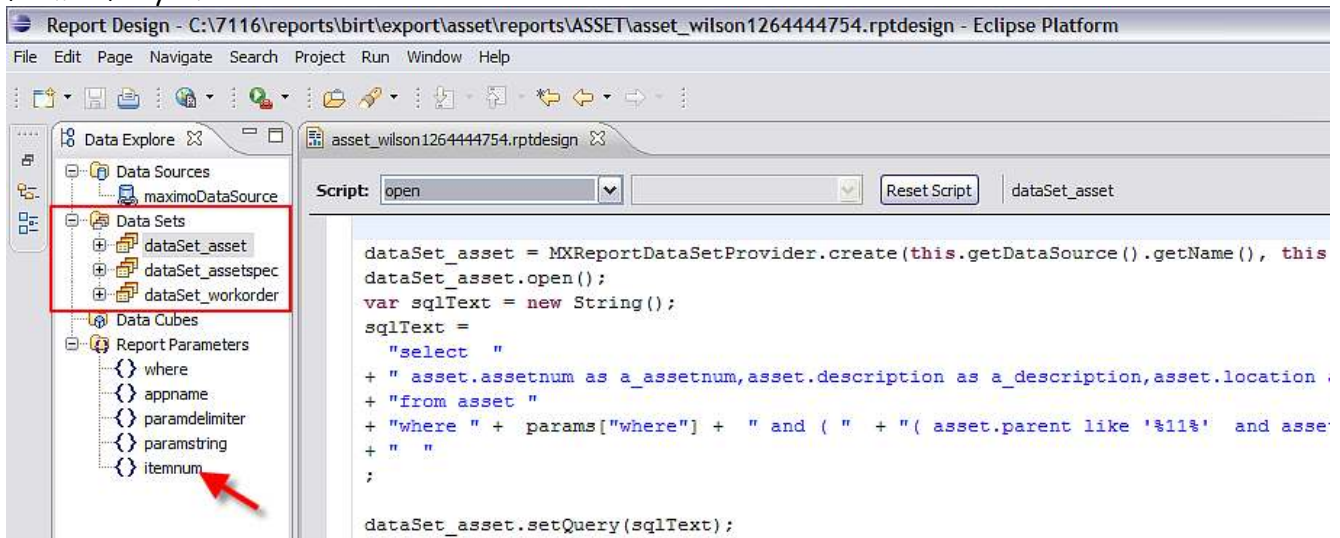 Report Design - C:\7116\reports\birt\export\asset\reports\ASSET\asset_wilson1264444754.rptdesign - Eclipse Platform
File Edit Page Navigate Search Project Run Window Help
Data Explore
asset_wilson1264444754.rptdesign
Data Sources
maximoDataSource
Data Sets
dataSet_asset
dataSet_assetspec
dataSet_workorder
Data Cubes
Report Parameters
where
appname
paramdelimiter
paramstring
itemnum
Script: open Reset Script dataSet_asset
dataSet_asset = MXReportDataSetProvider.create(this.getDataSource().getName(), this
dataSet_asset.open();
var sqlText = new String();
sqlText =
"select "
+ " asset.assetnum as a_assetnum,asset.description as a_description,asset.location
+ "from asset "
+ "where " + params["where"] + " and ( " + "( asset.parent like '%11%' and asse
+ " "
;
dataSet_asset.setQuery(sqlText);